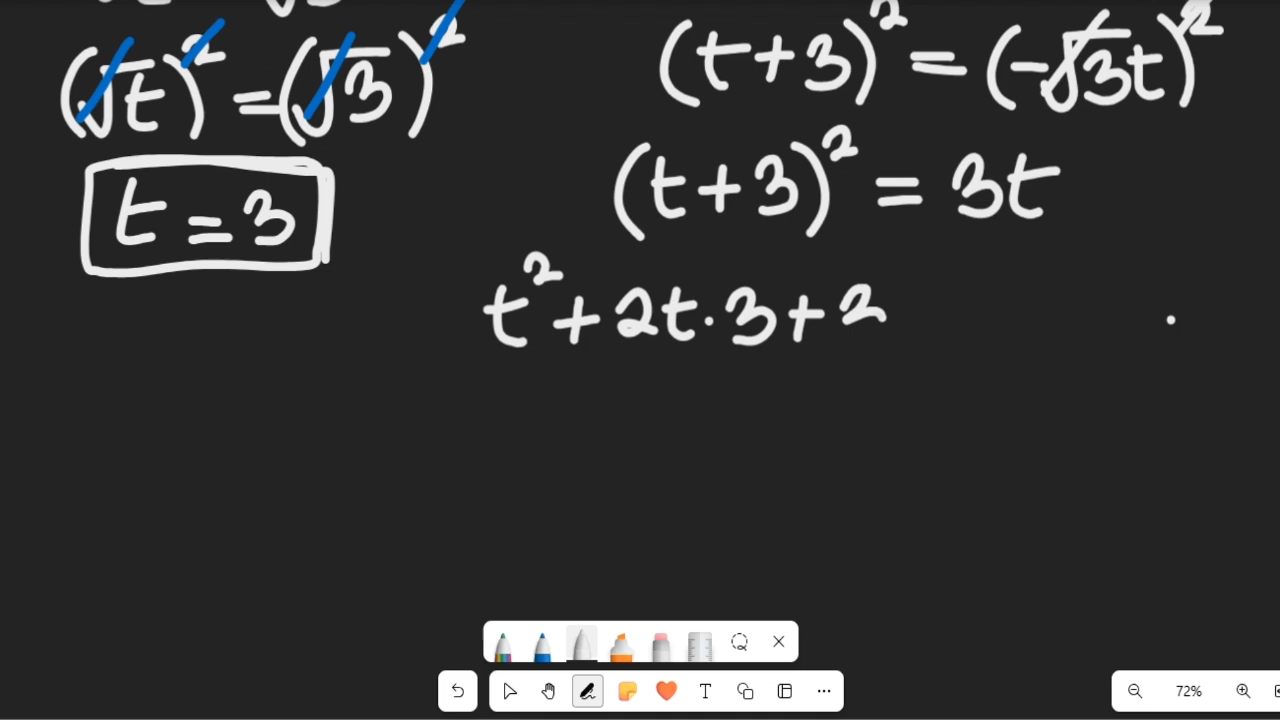 (√t)² = (√3)²
t = 3
(t+3)² = (-√3t)²
(t+3)² = 3t
t² + 2t·3 + 2
72%